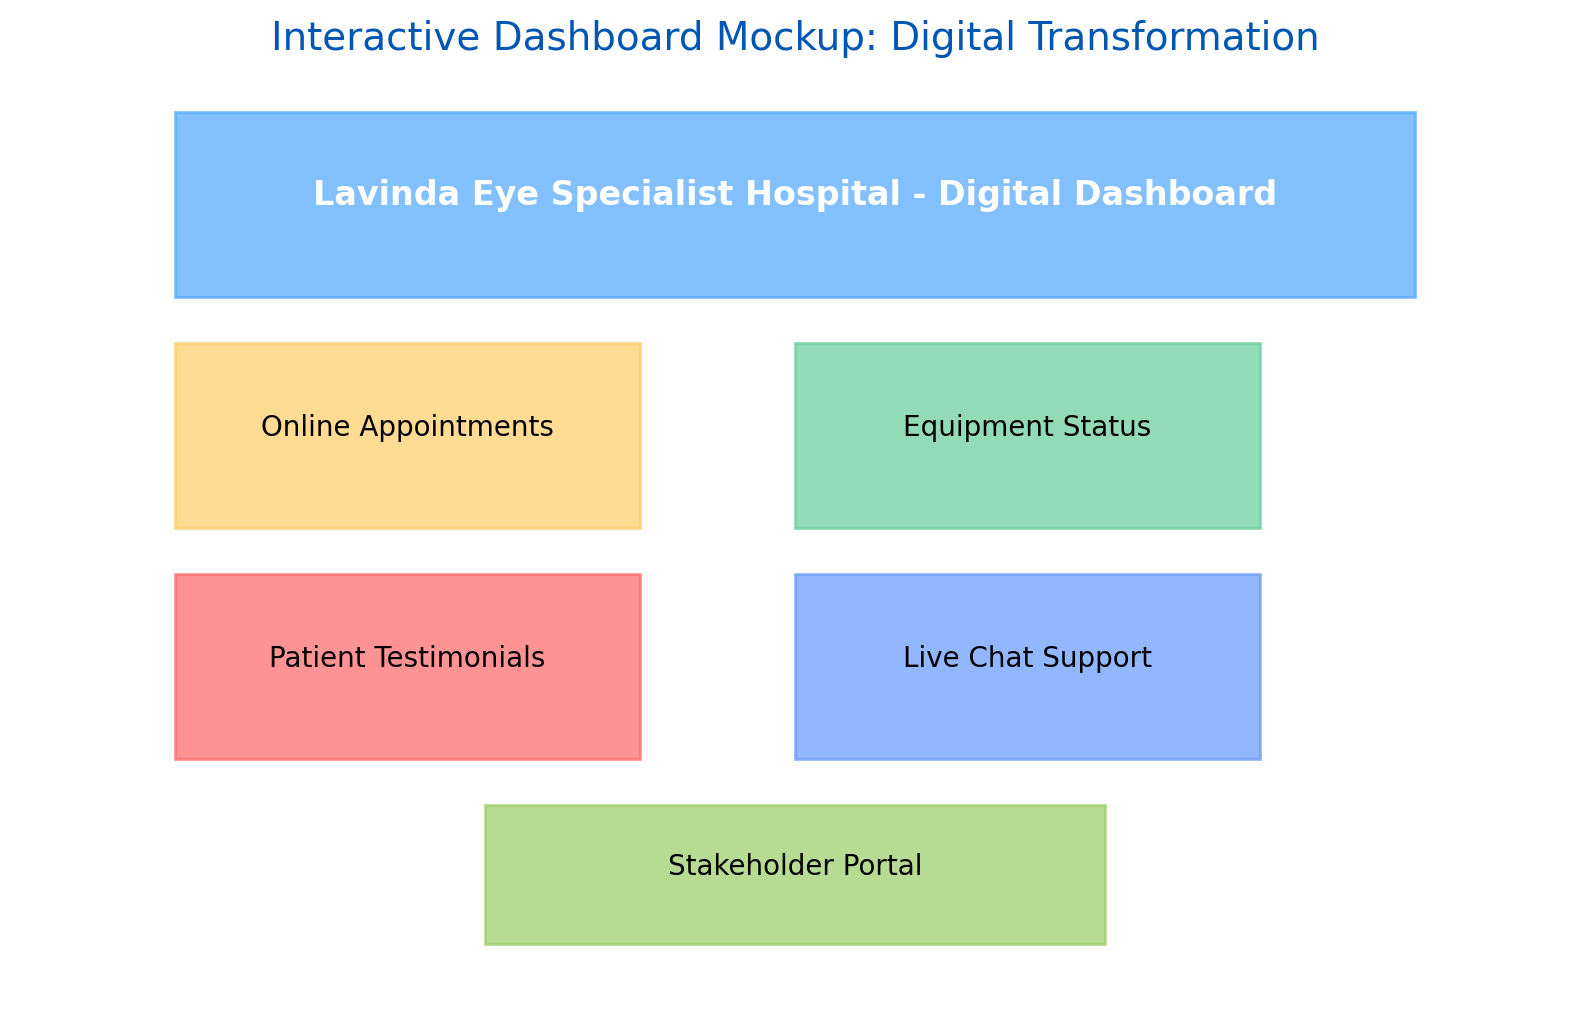 Interactive Dashboard Mockup: Digital Transformation
Lavinda Eye Specialist Hospital - Digital Dashboard
Online Appointments
Equipment Status
Patient Testimonials
Live Chat Support
Stakeholder Portal